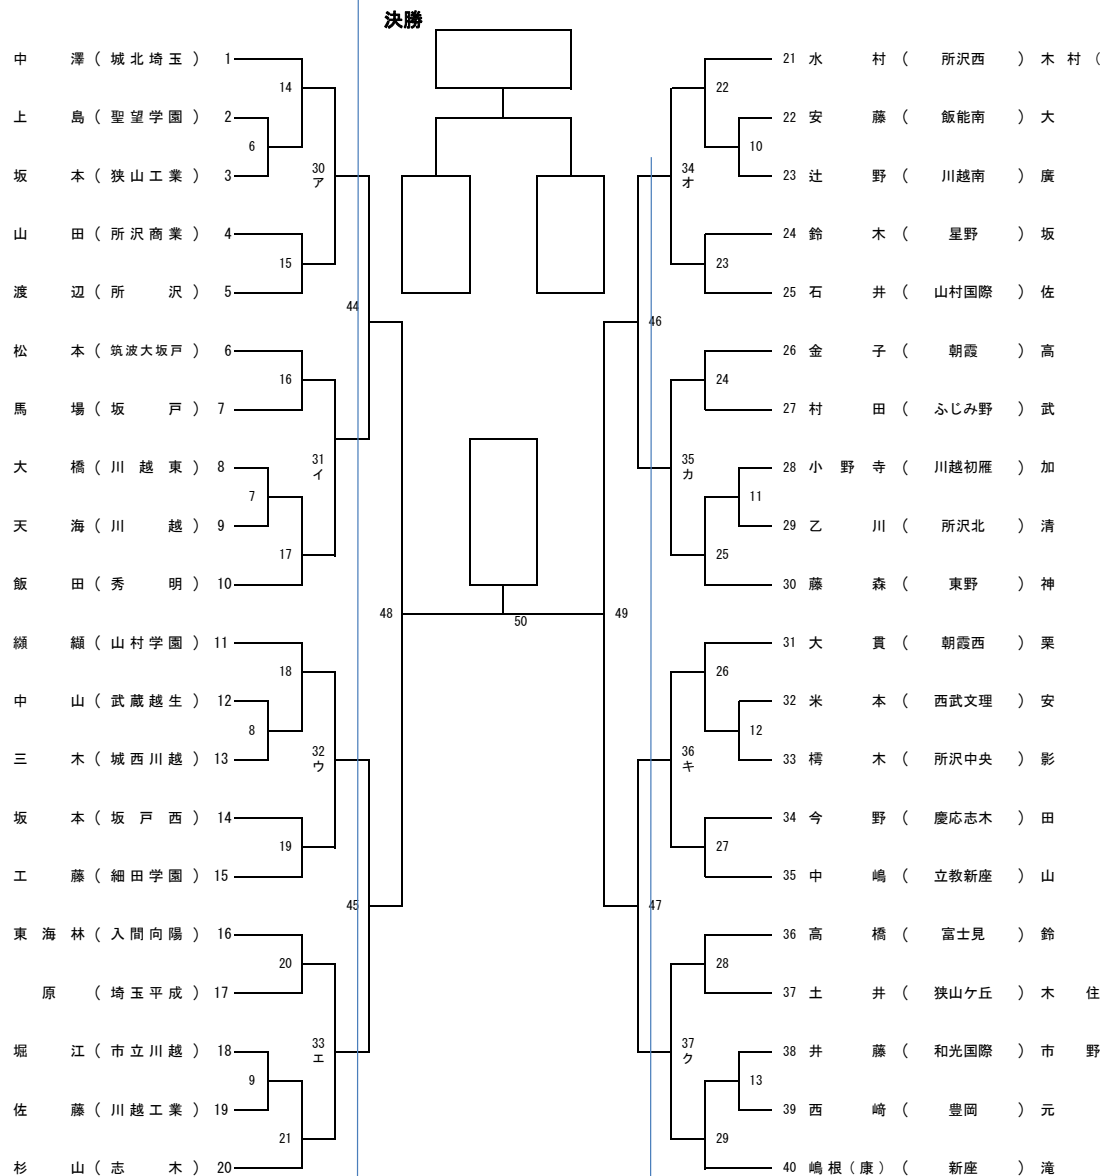 決勝
中澤(城北埼玉) 1
14
上島(聖望学園) 2
6
坂本(狭山工業) 3
30
ア
山田(所沢商業) 4
15
渡辺(所沢) 5
44
松本(筑波大坂戸) 6
16
馬場(坂戸) 7
31
イ
大橋(川越東) 8
7
天海(川越) 9
17
飯田(秀明) 10
48
纐纈(山村学園) 11
18
中山(武蔵越生) 12
8
三木(城西川越) 13
32
ウ
坂本(坂戸西) 14
19
工藤(細田学園) 15
45
東海林(入間向陽) 16
20
原(埼玉平成) 17
33
エ
堀江(市立川越) 18
9
佐藤(川越工業) 19
21
杉山(志木) 20
50
21 水村(所沢西) 木村(
22
22 安藤(飯能南) 大
10
23 辻野(川越南) 廣
34
オ
24 鈴木(星野) 坂
23
25 石井(山村国際) 佐
46
26 金子(朝霞) 高
24
27 村田(ふじみ野) 武
35
カ
28 小野寺(川越初雁) 加
11
29 乙川(所沢北) 清
25
30 藤森(東野) 神
49
31 大貫(朝霞西) 栗
26
32 米本(西武文理) 安
12
33 樗木(所沢中央) 影
36
キ
34 今野(慶応志木) 田
27
35 中嶋(立教新座) 山
47
36 高橋(富士見) 鈴
28
37 土井(狭山ケ丘) 木住
37
ク
38 井藤(和光国際) 市野
13
39 西﨑(豊岡) 元
29
40 嶋根(康)(新座) 滝